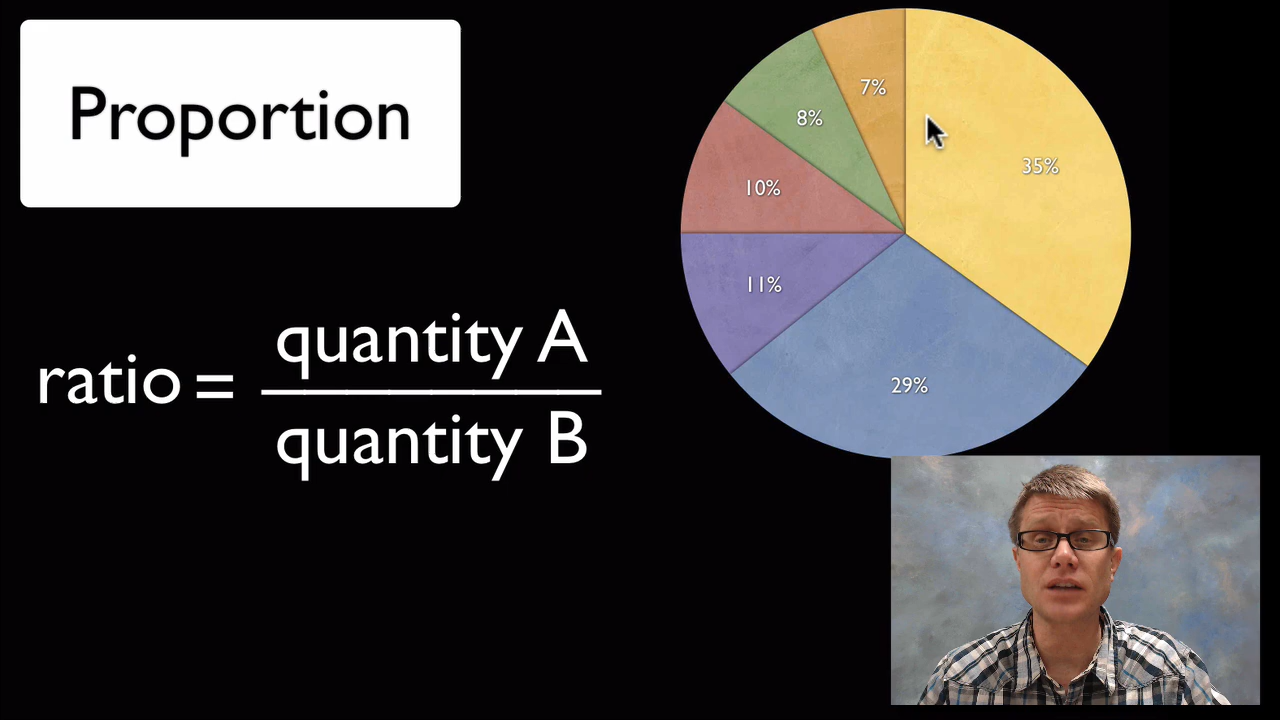 Proportion
7%
8%
35%
10%
11%
29%
ratio = quantity A
quantity B